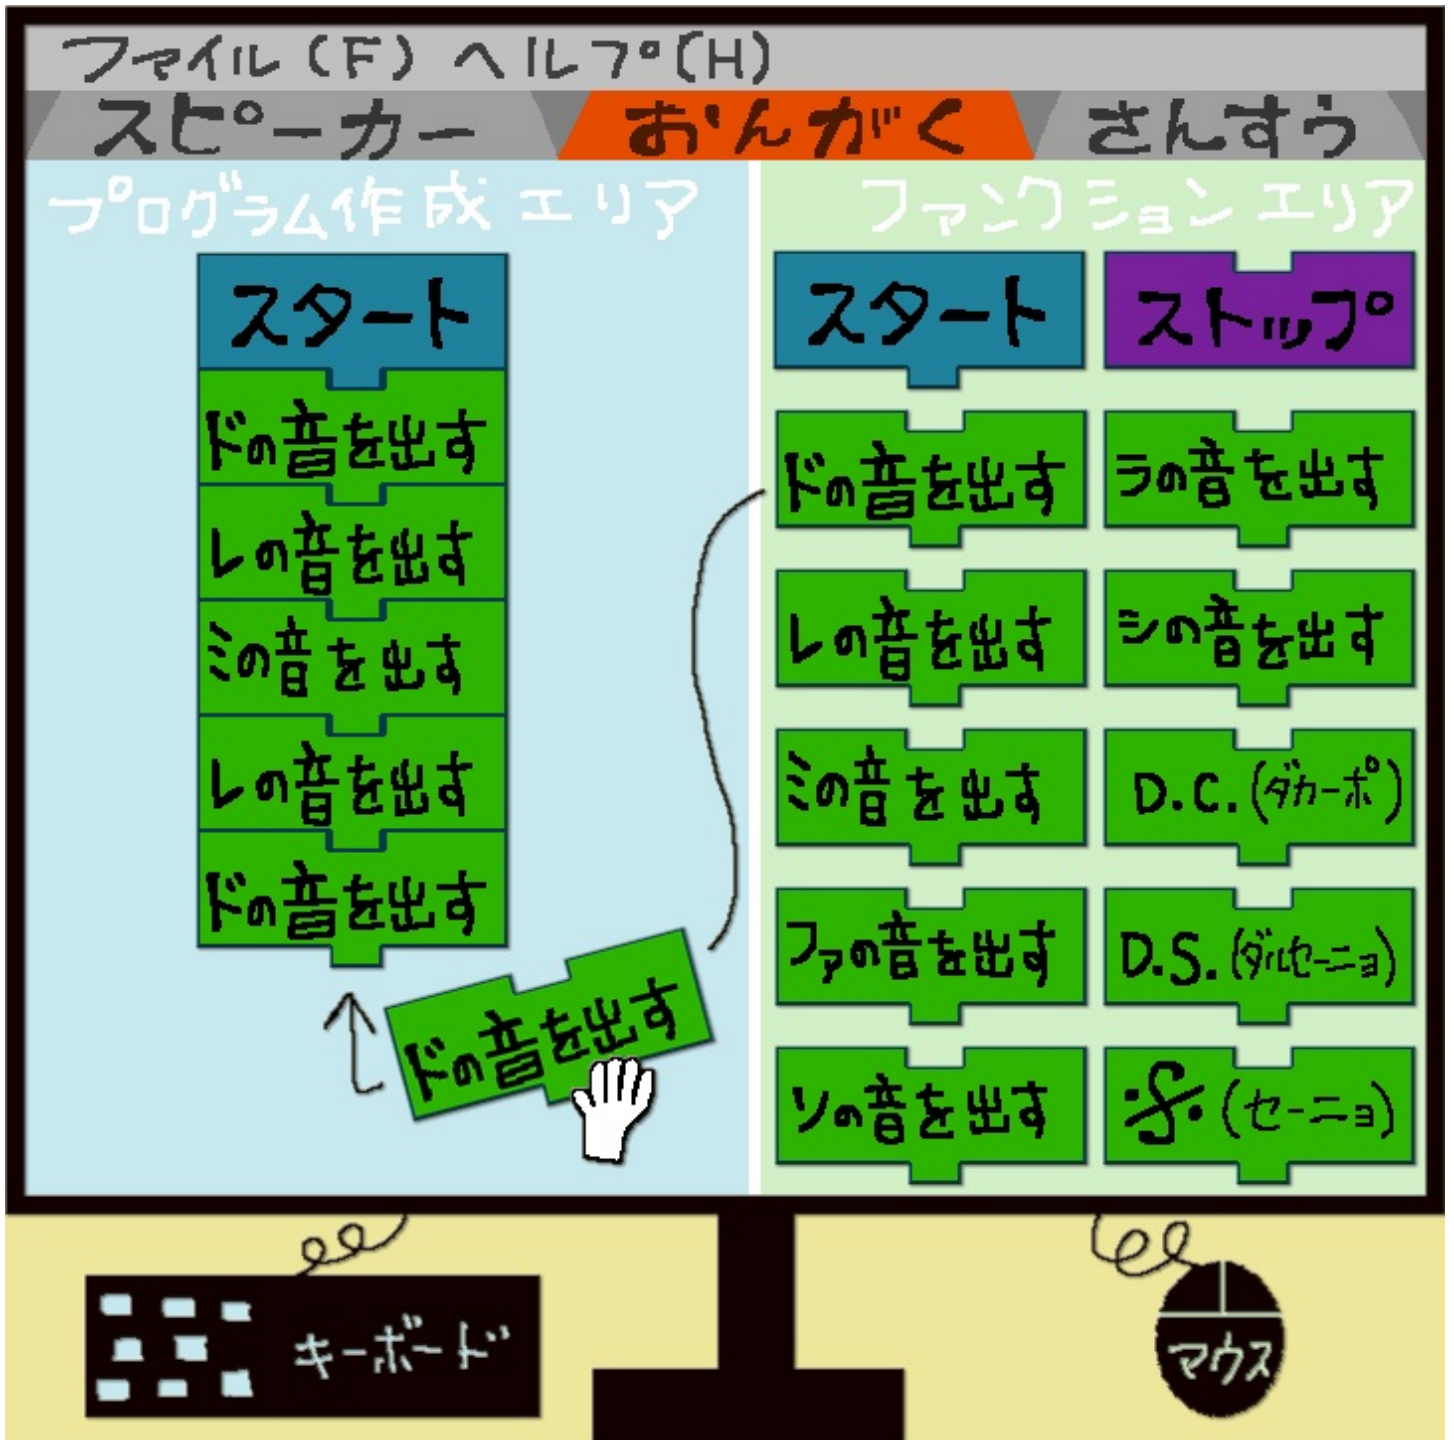 ファイル(F) ヘルプ(H)
スピーカー おんがく さんすう
プログラム作成エリア
スタート
ドの音を出す
レの音を出す
ミの音を出す
レの音を出す
ドの音を出す
ドの音を出す
ファンクションエリア
スタート ストップ
ドの音を出す ラの音を出す
レの音を出す シの音を出す
ミの音を出す D.C.(ダカーポ)
ファの音を出す D.S.(ダルセーニョ)
ソの音を出す 𝄋(セーニョ)
キーボード
マウス